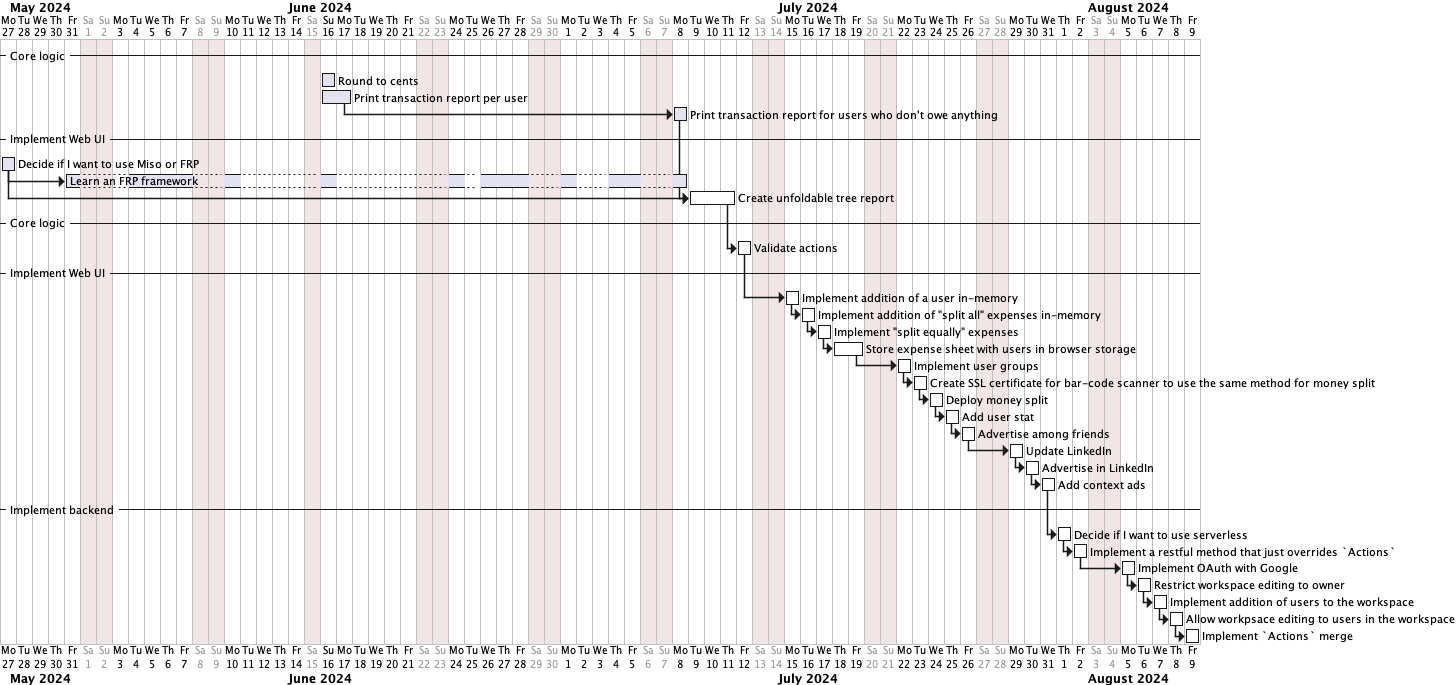 May 2024 June 2024 July 2024 August 2024
Mo Tu We Th Fr Sa Su Mo Tu We Th Fr Sa Su Mo Tu We Th Fr Sa Su Mo Tu We Th Fr Sa Su Mo Tu We Th Fr Sa Su Mo Tu We Th Fr Sa Su Mo Tu We Th Fr Sa Su Mo Tu We Th Fr Sa Su Mo Tu We Th Fr Sa Su Mo Tu We Th Fr Sa Su Mo Tu We Th Fr
27 28 29 30 31 1 2 3 4 5 6 7 8 9 10 11 12 13 14 15 16 17 18 19 20 21 22 23 24 25 26 27 28 29 30 1 2 3 4 5 6 7 8 9 10 11 12 13 14 15 16 17 18 19 20 21 22 23 24 25 26 27 28 29 30 31 1 2 3 4 5 6 7 8 9
Core logic
Round to cents
Print transaction report per user
Print transaction report for users who don't owe anything
Implement Web UI
Decide if I want to use Miso or FRP
Learn an FRP framework
Create unfoldable tree report
Core logic
Validate actions
Implement Web UI
Implement addition of a user in-memory
Implement addition of "split all" expenses in-memory
Implement "split equally" expenses
Store expense sheet with users in browser storage
Implement user groups
Create SSL certificate for bar-code scanner to use the same method for money split
Deploy money split
Add user stat
Advertise among friends
Update LinkedIn
Advertise in LinkedIn
Add context ads
Implement backend
Decide if I want to use serverless
Implement a restful method that just overrides `Actions`
Implement OAuth with Google
Restrict workspace editing to owner
Implement addition of users to the workspace
Allow workpsace editing to users in the workspace
Implement `Actions` merge
Mo Tu We Th Fr Sa Su Mo Tu We Th Fr Sa Su Mo Tu We Th Fr Sa Su Mo Tu We Th Fr Sa Su Mo Tu We Th Fr Sa Su Mo Tu We Th Fr Sa Su Mo Tu We Th Fr Sa Su Mo Tu We Th Fr Sa Su Mo Tu We Th Fr Sa Su Mo Tu We Th Fr Sa Su Mo Tu We Th Fr
27 28 29 30 31 1 2 3 4 5 6 7 8 9 10 11 12 13 14 15 16 17 18 19 20 21 22 23 24 25 26 27 28 29 30 1 2 3 4 5 6 7 8 9 10 11 12 13 14 15 16 17 18 19 20 21 22 23 24 25 26 27 28 29 30 31 1 2 3 4 5 6 7 8 9
May 2024 June 2024 July 2024 August 2024